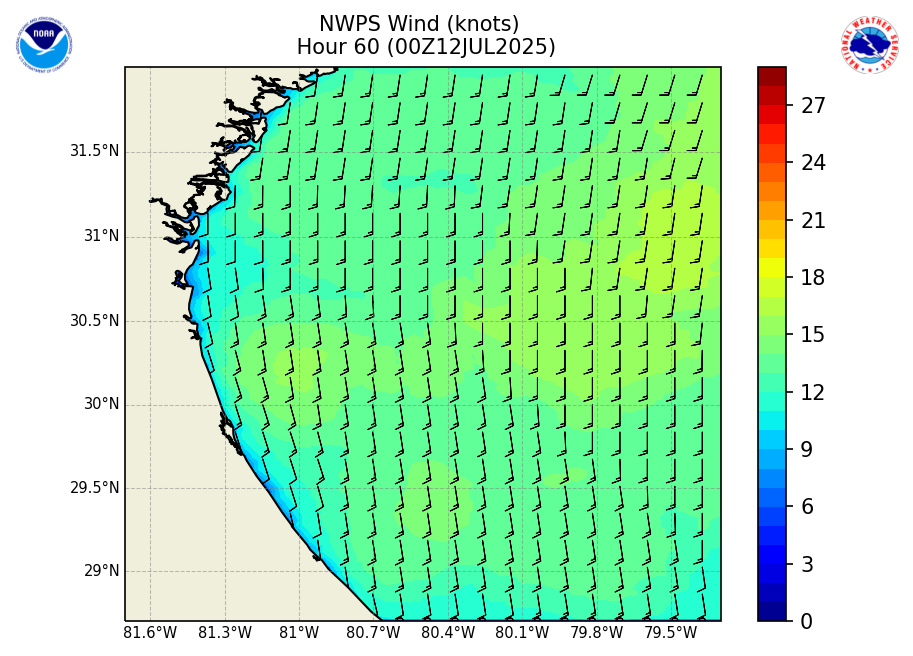 NWPS Wind (knots)
Hour 60 (00Z12JUL2025)
NOAA
NATIONAL WEATHER SERVICE
31.5°N
31°N
30.5°N
30°N
29.5°N
29°N
81.6°W 81.3°W 81°W 80.7°W 80.4°W 80.1°W 79.8°W 79.5°W
27
24
21
18
15
12
9
6
3
0